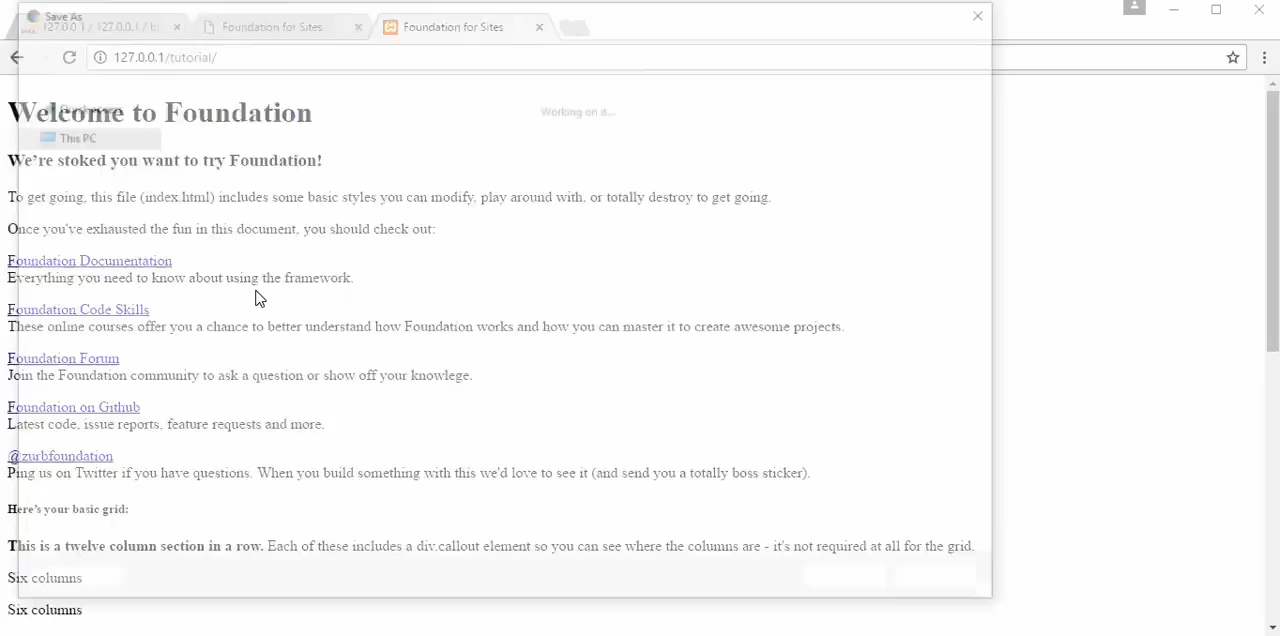 Save As
127.0.0.1 / 127.0.0.1 / b
Foundation for Sites
Foundation for Sites
127.0.0.1/tutorial/
Welcome to Foundation
Working on it...
This PC
We're stoked you want to try Foundation!
To get going, this file (index.html) includes some basic styles you can modify, play around with, or totally destroy to get going.
Once you've exhausted the fun in this document, you should check out:
Foundation Documentation
Everything you need to know about using the framework.
Foundation Code Skills
These online courses offer you a chance to better understand how Foundation works and how you can master it to create awesome projects.
Foundation Forum
Join the Foundation community to ask a question or show off your knowlege.
Foundation on Github
Latest code, issue reports, feature requests and more.
@zurbfoundation
Ping us on Twitter if you have questions. When you build something with this we'd love to see it (and send you a totally boss sticker).
Here's your basic grid:
This is a twelve column section in a row. Each of these includes a div.callout element so you can see where the columns are - it's not required at all for the grid.
Six columns
Six columns